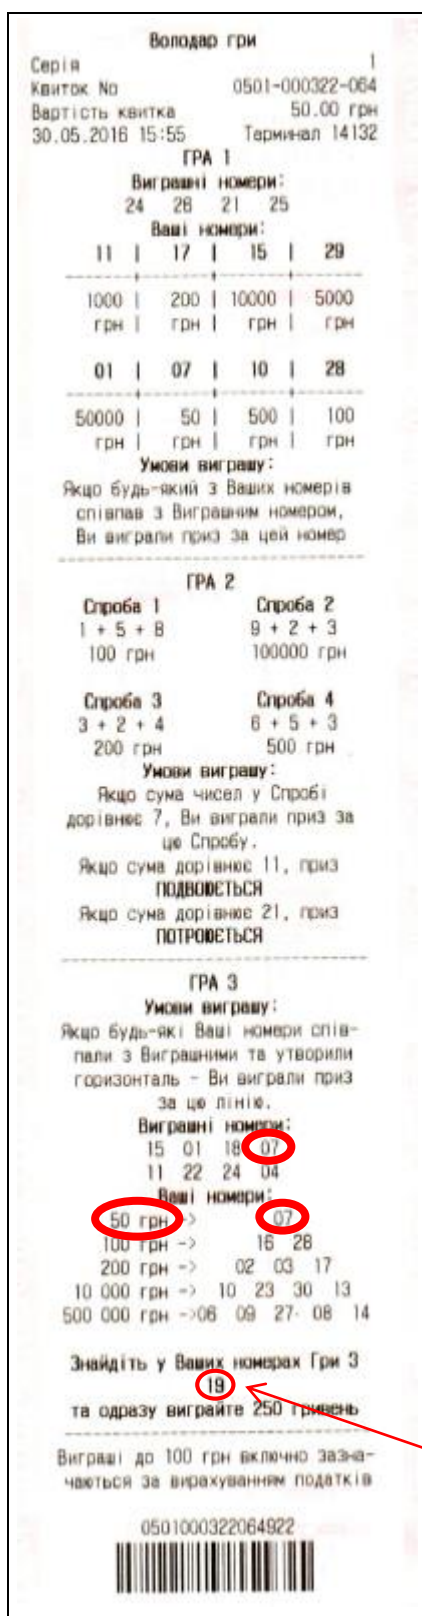 Володар гри
Серія 1
Квиток No 0501-000322-064
Вартість квитка 50.00 грн
30.05.2016 15:55 Термінал 14132
ГРА 1
Виграшні номери:
24 26 21 25
Ваші номери:
11 | 17 | 15 | 29
1000 | 200 | 10000 | 5000
грн | грн | грн | грн
01 | 07 | 10 | 28
50000 | 50 | 500 | 100
грн | грн | грн | грн
Умови виграшу:
Якщо будь-який з Ваших номерів
співпав з Виграшним номером,
Ви виграли приз за цей номер
ГРА 2
Спроба 1 Спроба 2
1 + 5 + 8 9 + 2 + 3
100 грн 100000 грн
Спроба 3 Спроба 4
3 + 2 + 4 6 + 5 + 3
200 грн 500 грн
Умови виграшу:
Якщо сума чисел у Спробі
дорівнює 7, Ви виграли приз за
цю Спробу.
Якщо сума дорівнює 11, приз
ПОДВОЮЄТЬСЯ
Якщо сума дорівнює 21, приз
ПОТРОЮЄТЬСЯ
ГРА 3
Умови виграшу:
Якщо будь-які Ваші номери спів-
пали з Виграшними та утворили
горизонталь - Ви виграли приз
за цю лінію.
Виграшні номери:
15 01 18 07
11 22 24 04
Ваші номери:
50 грн -> 07
100 грн -> 16 28
200 грн -> 02 03 17
10 000 грн -> 10 23 30 13
500 000 грн ->06 09 27 08 14
Знайдіть у Ваших номерах Гри 3
19
та одразу виграйте 250 гривень
Виграші до 100 грн включно зазна-
чаються за вирахуванням податків
0501000322064922